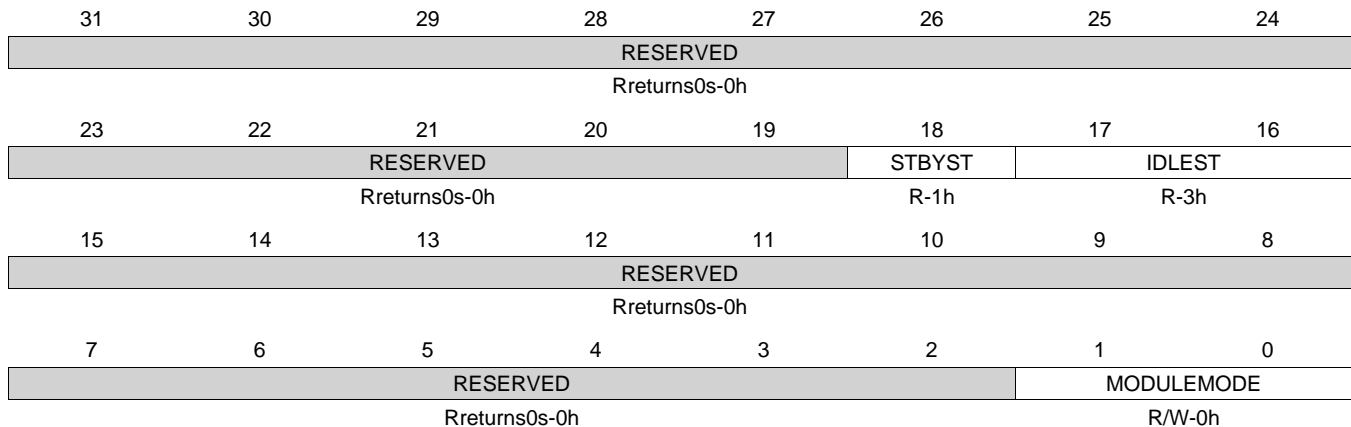 31 30 29 28 27 26 25 24
RESERVED
Rreturns0s-0h
23 22 21 20 19 18 17 16
RESERVED STBYST IDLEST
Rreturns0s-0h R-1h R-3h
15 14 13 12 11 10 9 8
RESERVED
Rreturns0s-0h
7 6 5 4 3 2 1 0
RESERVED MODULEMODE
Rreturns0s-0h R/W-0h